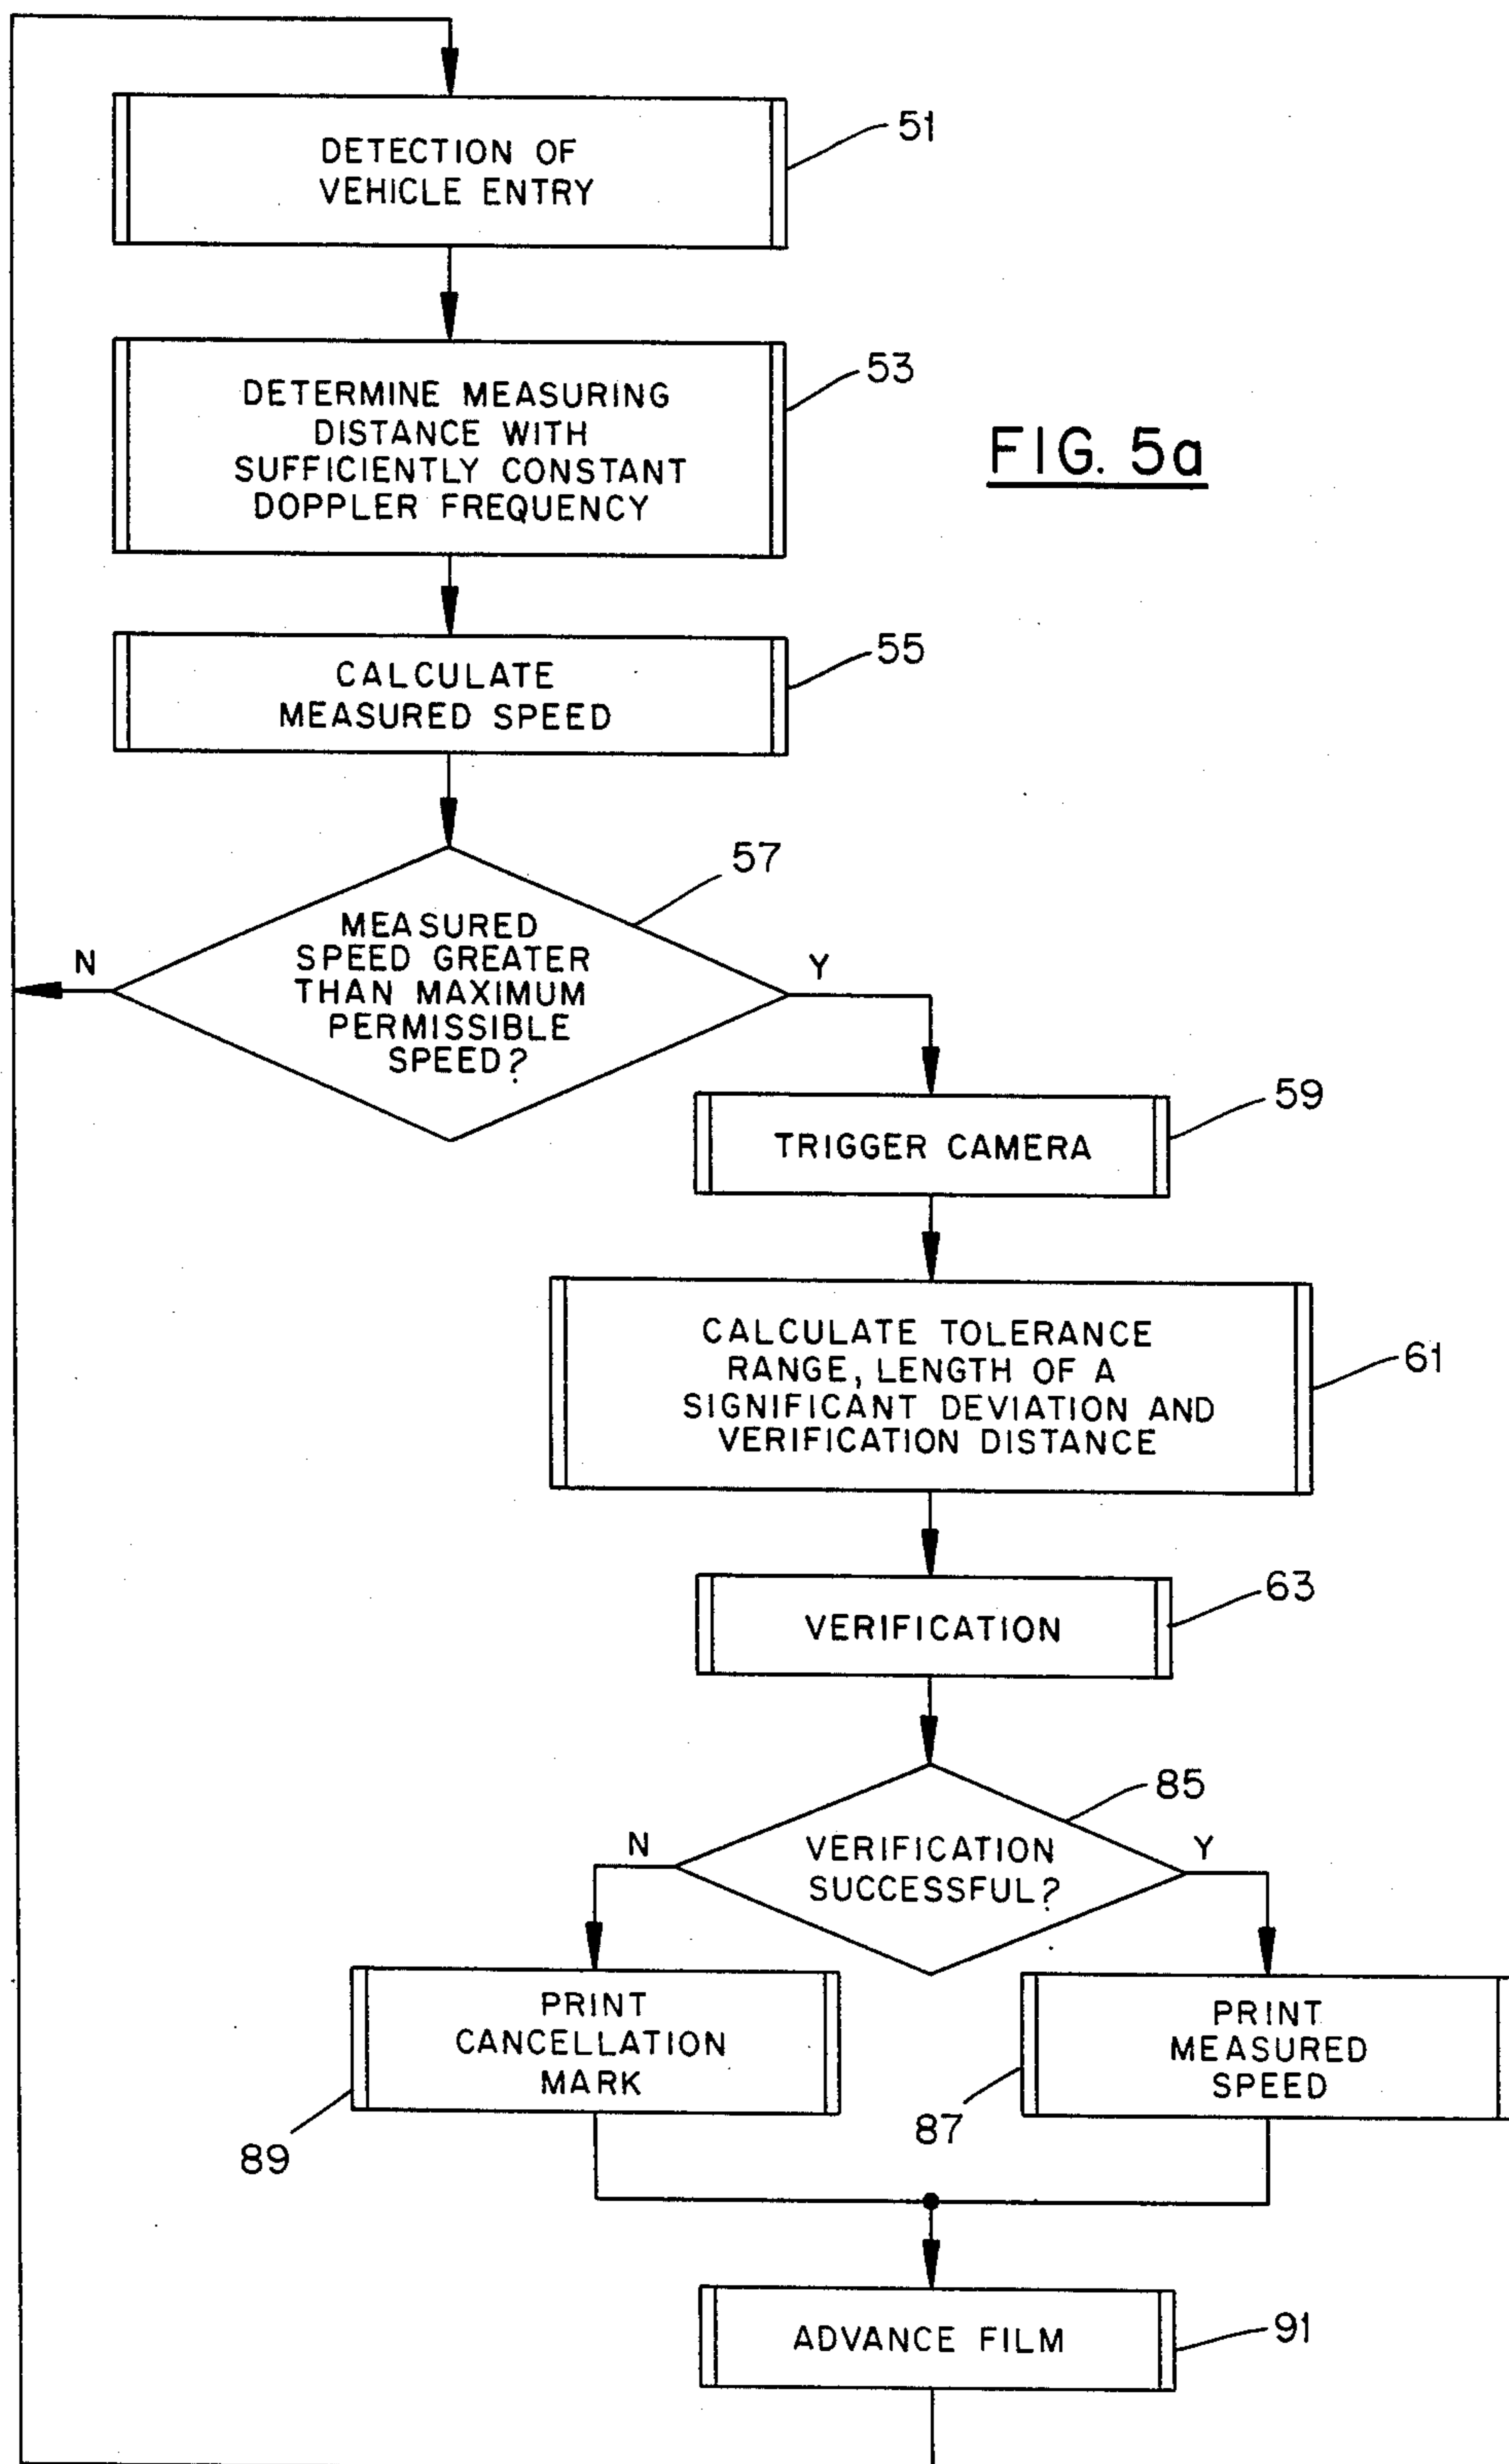 DETECTION OF
VEHICLE ENTRY
51
DETERMINE MEASURING
DISTANCE WITH
SUFFICIENTLY CONSTANT
DOPPLER FREQUENCY
53
FIG. 5a
CALCULATE
MEASURED SPEED
55
MEASURED
SPEED GREATER
THAN MAXIMUM
PERMISSIBLE
SPEED?
57
N
Y
TRIGGER CAMERA
59
CALCULATE TOLERANCE
RANGE, LENGTH OF A
SIGNIFICANT DEVIATION AND
VERIFICATION DISTANCE
61
VERIFICATION
63
VERIFICATION
SUCCESSFUL?
85
N
Y
PRINT
CANCELLATION
MARK
89
PRINT
MEASURED
SPEED
87
ADVANCE FILM
91